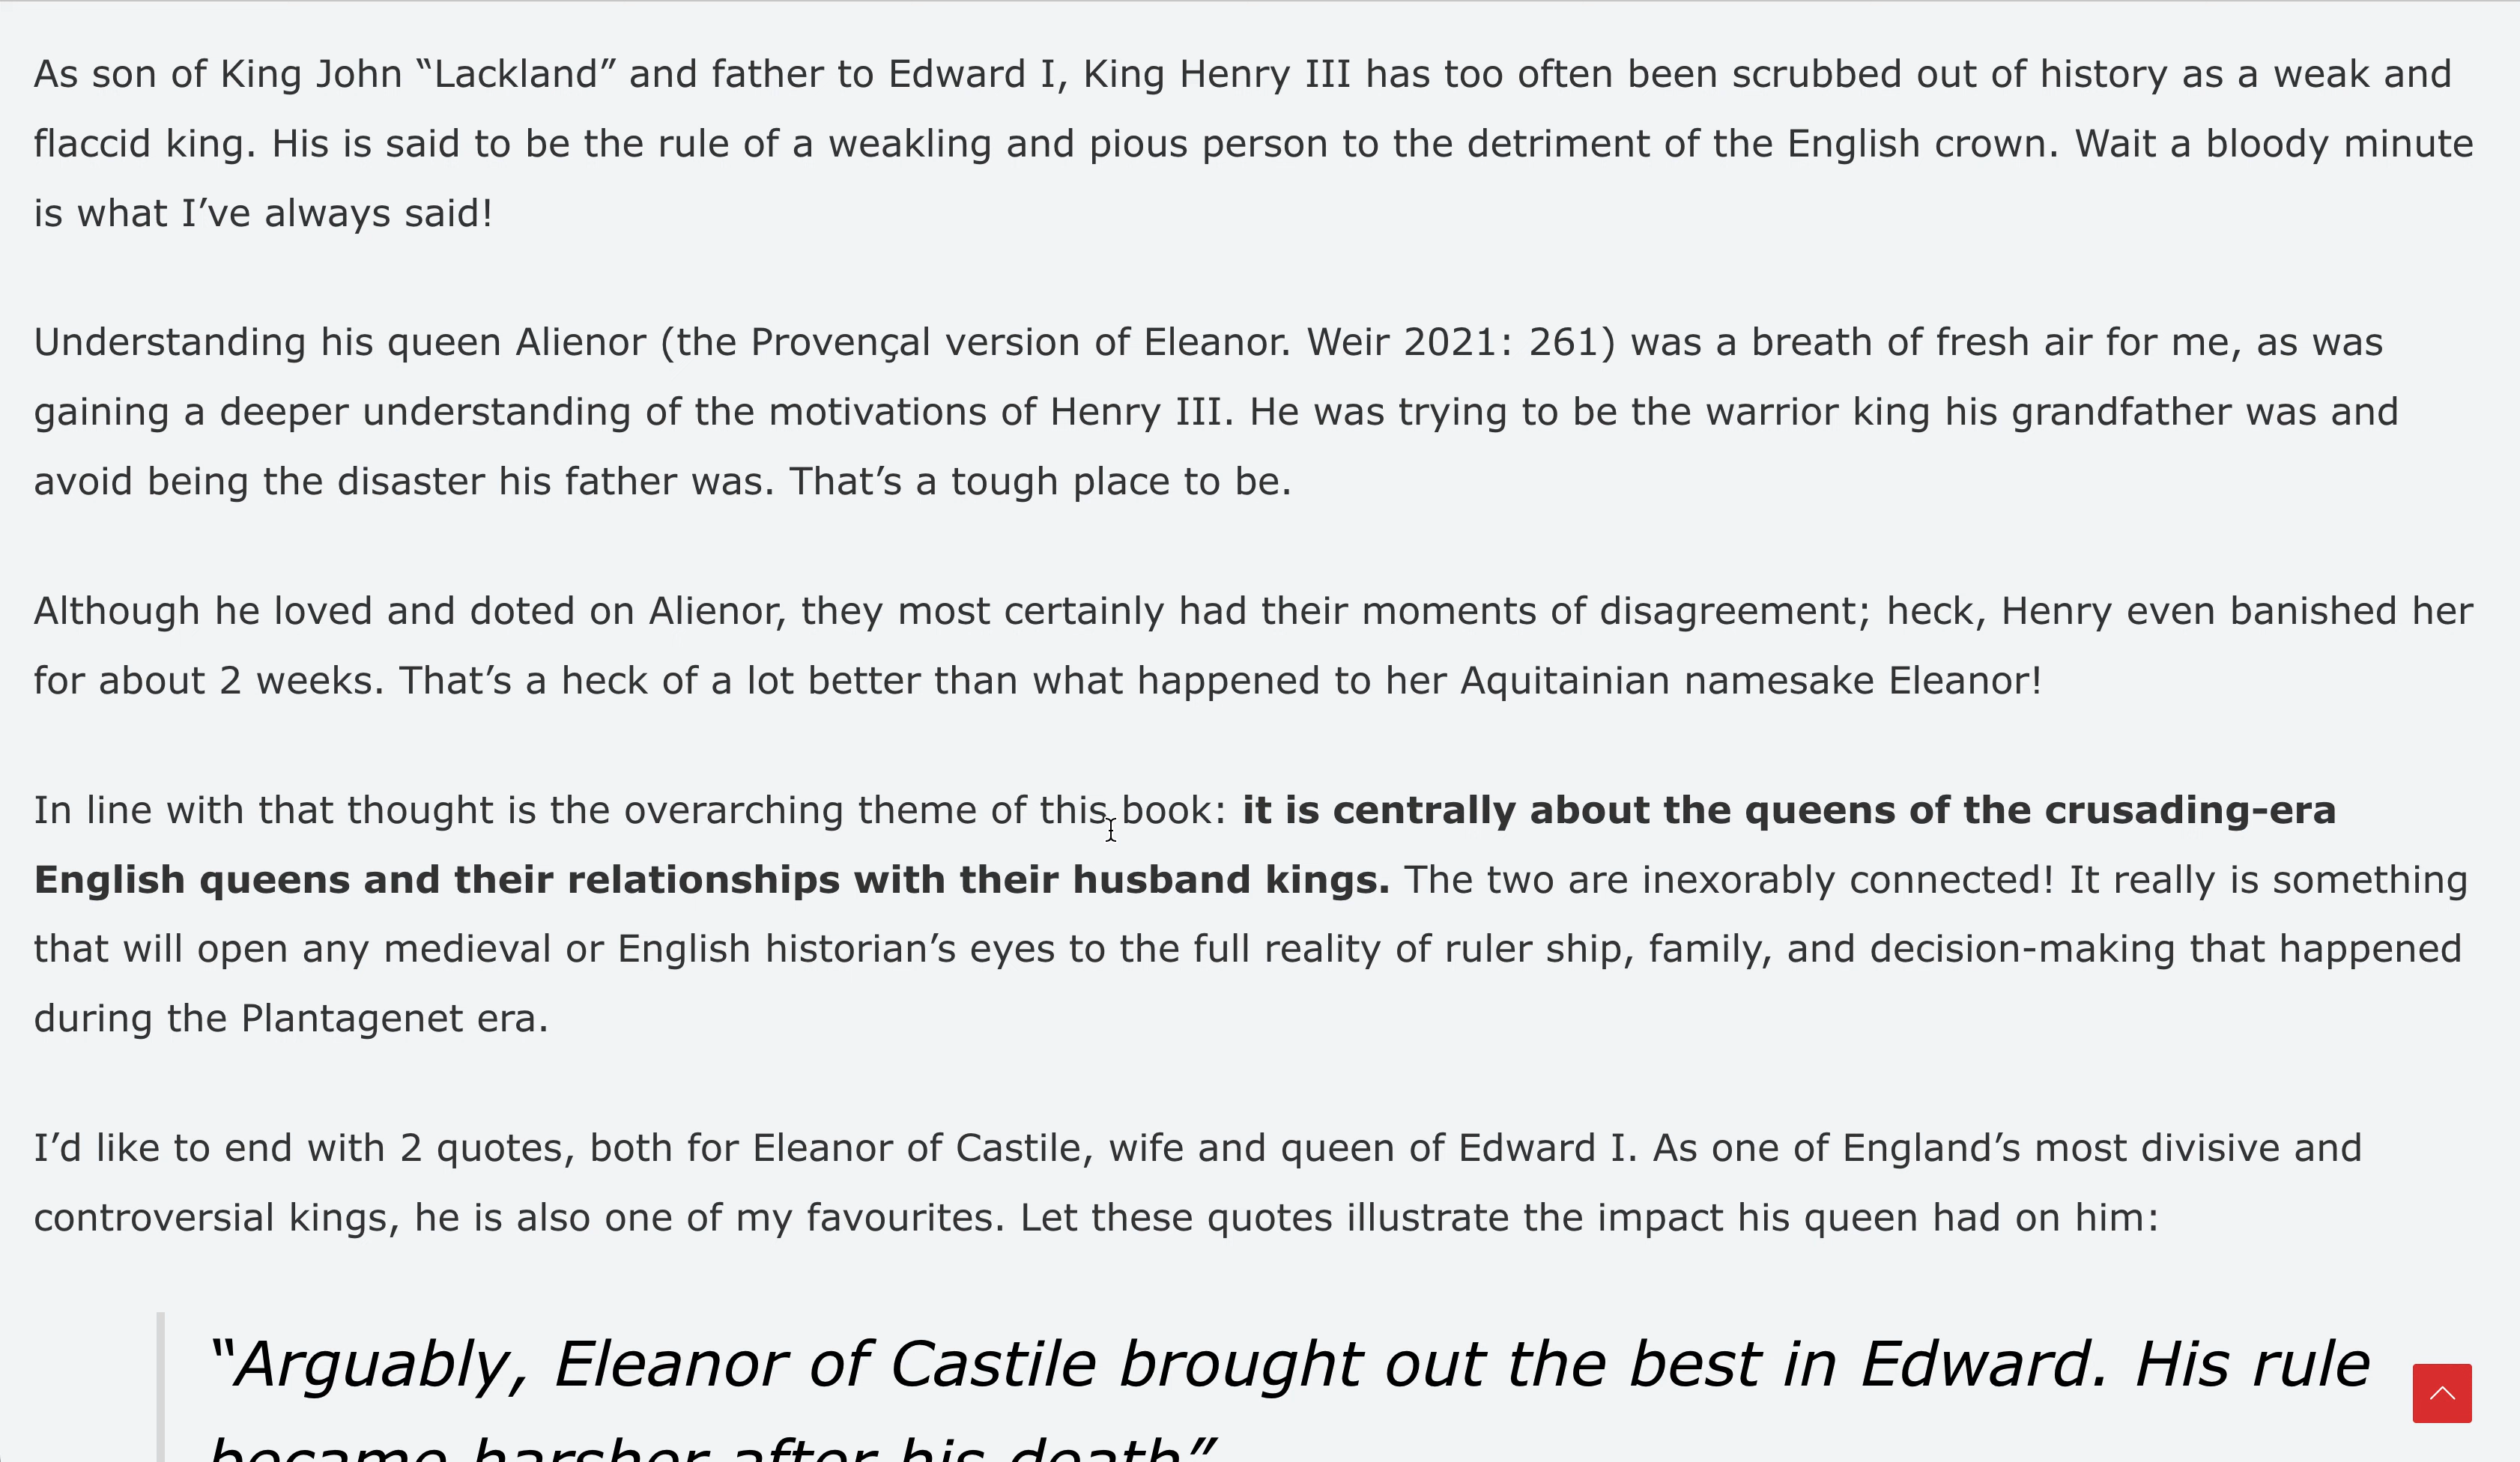 As son of King John “Lackland” and father to Edward I, King Henry III has too often been scrubbed out of history as a weak and
flaccid king. His is said to be the rule of a weakling and pious person to the detriment of the English crown. Wait a bloody minute
is what I’ve always said!
Understanding his queen Alienor (the Provençal version of Eleanor. Weir 2021: 261) was a breath of fresh air for me, as was
gaining a deeper understanding of the motivations of Henry III. He was trying to be the warrior king his grandfather was and
avoid being the disaster his father was. That’s a tough place to be.
Although he loved and doted on Alienor, they most certainly had their moments of disagreement; heck, Henry even banished her
for about 2 weeks. That’s a heck of a lot better than what happened to her Aquitainian namesake Eleanor!
In line with that thought is the overarching theme of this book: it is centrally about the queens of the crusading-era
English queens and their relationships with their husband kings. The two are inexorably connected! It really is something
that will open any medieval or English historian’s eyes to the full reality of ruler ship, family, and decision-making that happened
during the Plantagenet era.
I’d like to end with 2 quotes, both for Eleanor of Castile, wife and queen of Edward I. As one of England’s most divisive and
controversial kings, he is also one of my favourites. Let these quotes illustrate the impact his queen had on him:
“Arguably, Eleanor of Castile brought out the best in Edward. His rule
became harsher after his death”